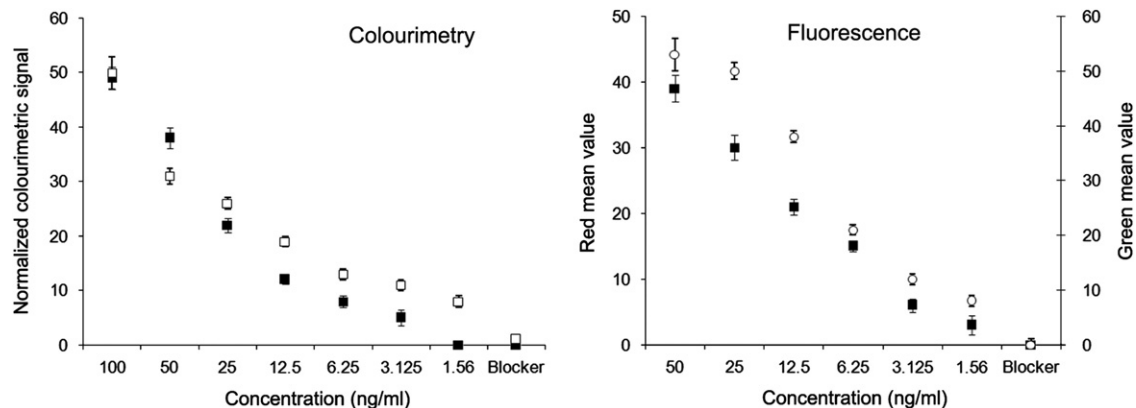 Colourimetry
Normalized colourimetric signal
60
50
40
30
20
10
0
100 50 25 12.5 6.25 3.125 1.56 Blocker
Concentration (ng/ml)
Fluorescence
Red mean value
50
40
30
20
10
0
60
50
40
30
20
10
0
Green mean value
50 25 12.5 6.25 3.125 1.56 Blocker
Concentration (ng/ml)